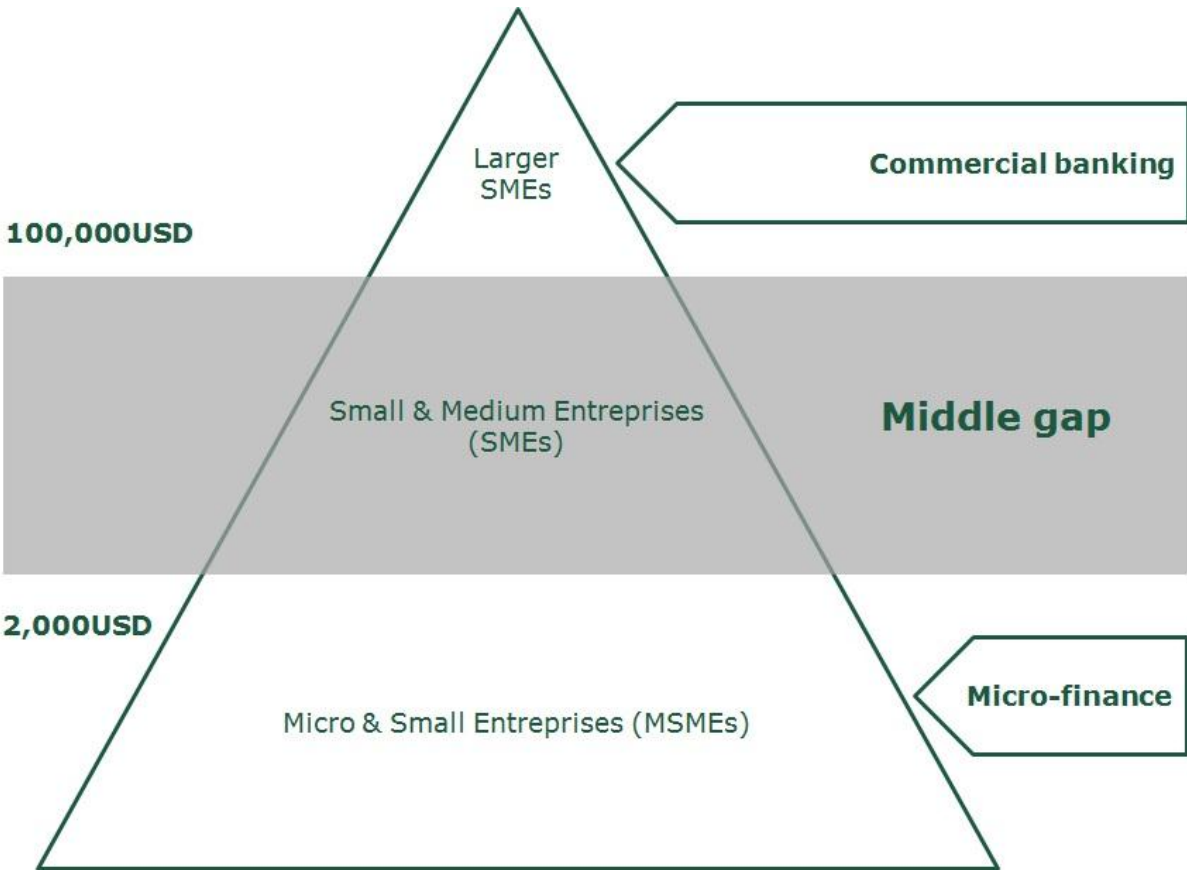 Larger
SMEs
Commercial banking
100,000USD
Small & Medium Entreprises
(SMEs)
Middle gap
2,000USD
Micro-finance
Micro & Small Entreprises (MSMEs)